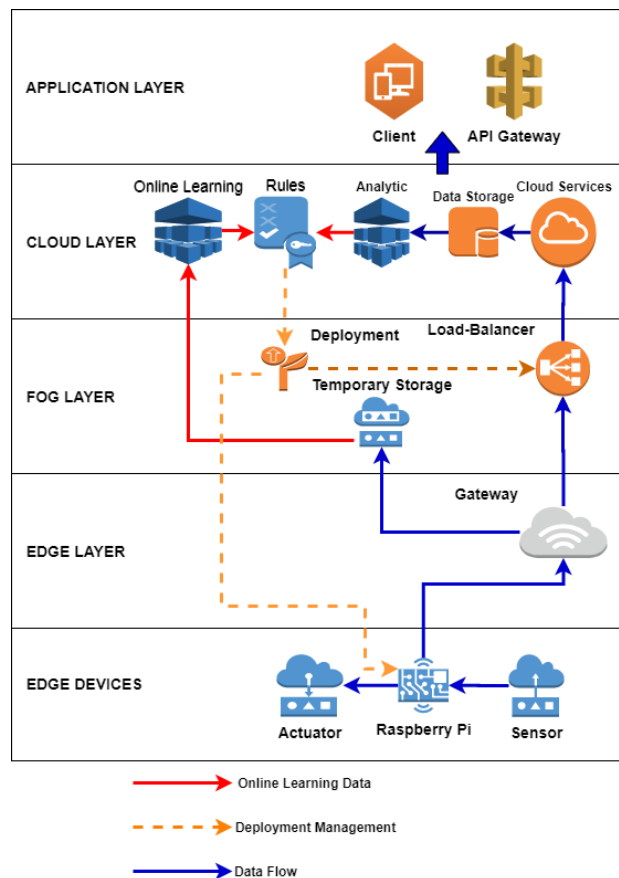 APPLICATION LAYER
Client
API Gateway
Online Learning
Rules
Analytic
Data Storage
Cloud Services
CLOUD LAYER
Deployment
Load-Balancer
Temporary Storage
FOG LAYER
Gateway
EDGE LAYER
EDGE DEVICES
Actuator
Raspberry Pi
Sensor
Online Learning Data
Deployment Management
Data Flow